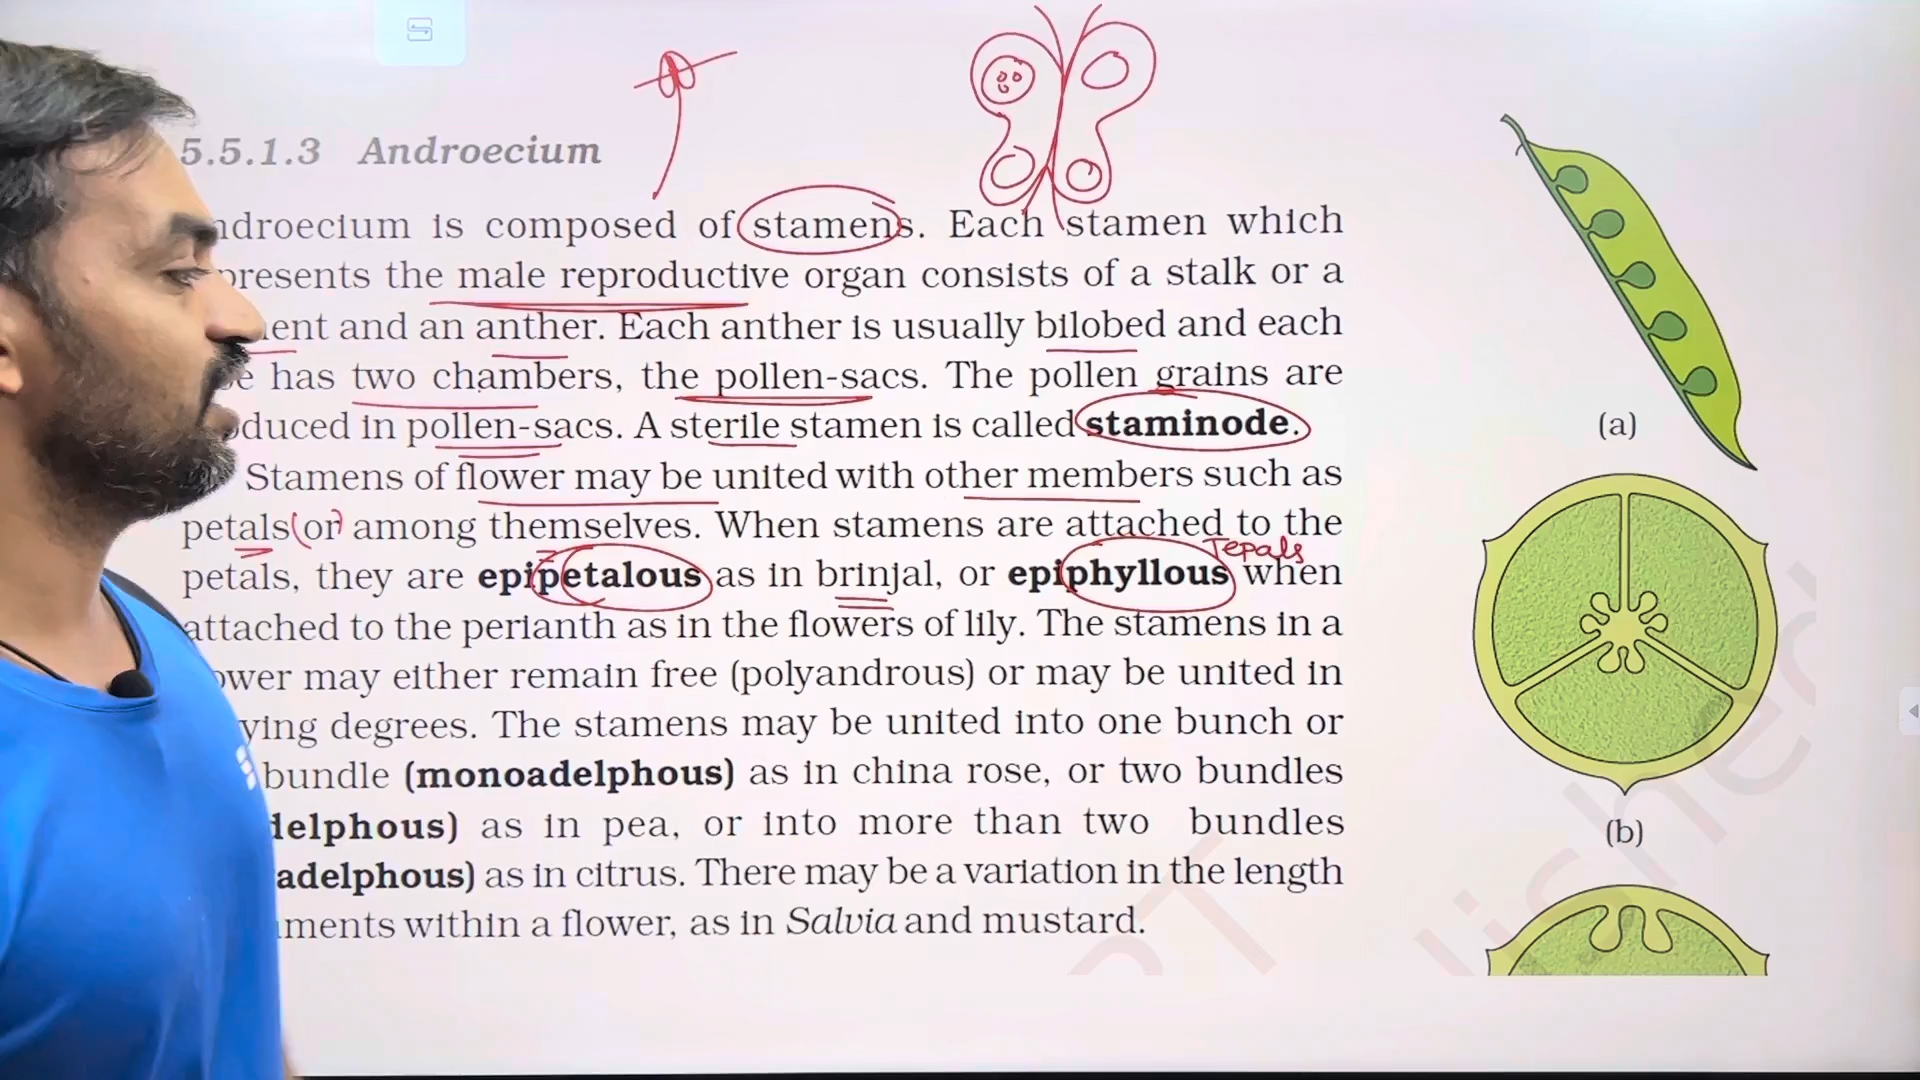 5.5.1.3 Androecium
ndroecium is composed of stamens. Each stamen which
presents the male reproductive organ consists of a stalk or a
ent and an anther. Each anther is usually bilobed and each
e has two chambers, the pollen-sacs. The pollen grains are
duced in pollen-sacs. A sterile stamen is called staminode.
Stamens of flower may be united with other members such as
petals (or) among themselves. When stamens are attached to the
Tepals
petals, they are epipetalous as in brinjal, or epiphyllous when
attached to the perianth as in the flowers of lily. The stamens in a
ower may either remain free (polyandrous) or may be united in
ying degrees. The stamens may be united into one bunch or
bundle (monoadelphous) as in china rose, or two bundles
delphous) as in pea, or into more than two bundles
adelphous) as in citrus. There may be a variation in the length
ments within a flower, as in Salvia and mustard.
(a)
(b)